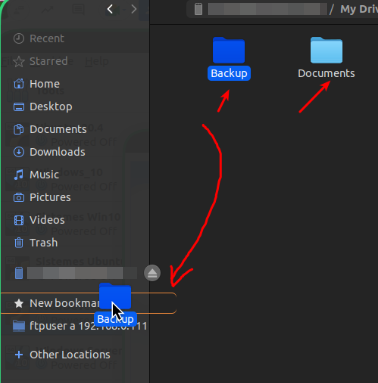 / My Driv
Recent
Starred
Home
Desktop
Documents
Downloads
Music
Pictures
Videos
Trash
New bookmar
Backup
ftpuser a 192.168.0.111
Other Locations
Backup
Documents